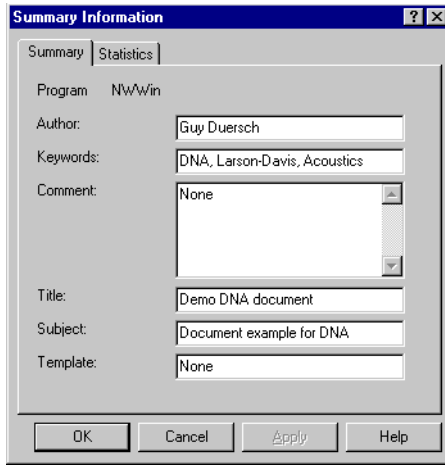 Summary Information
Summary Statistics
Program NWWin
Author: Guy Duersch
Keywords: DNA, Larson-Davis, Acoustics
Comment: None
Title: Demo DNA document
Subject: Document example for DNA
Template: None
OK Cancel Apply Help